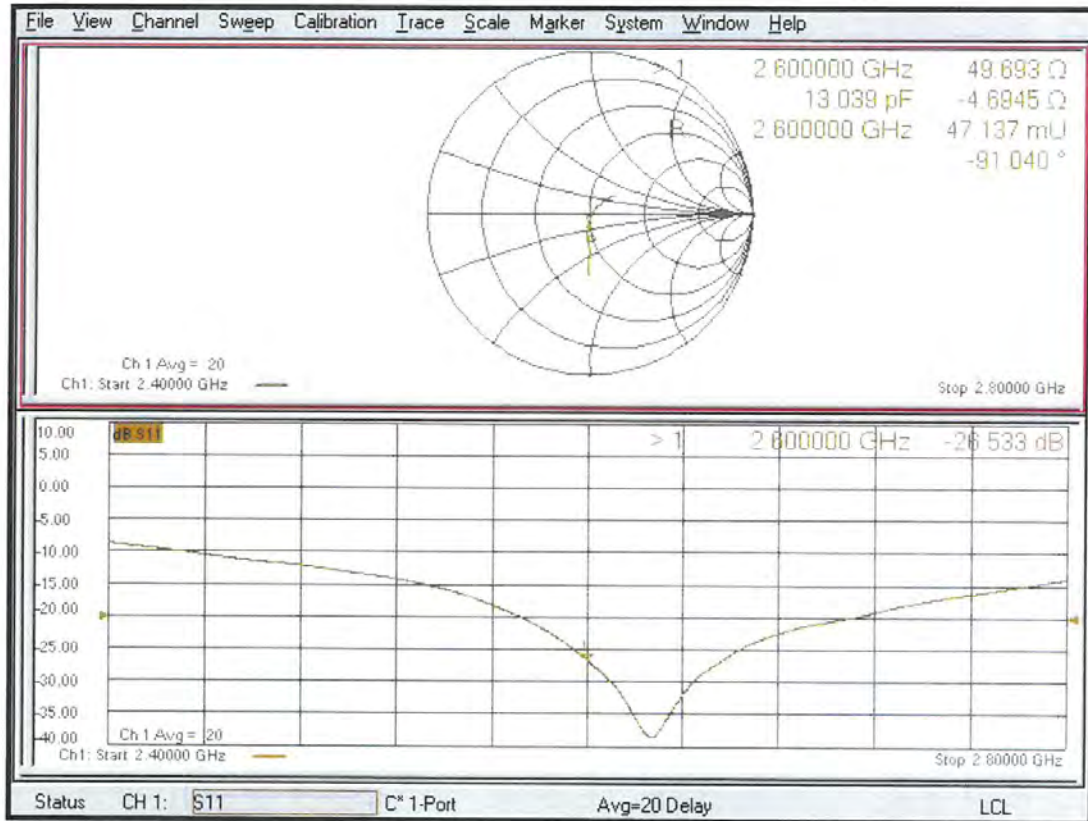 File View Channel Sweep Calibration Trace Scale Marker System Window Help
> 1 2.600000 GHz 49.693 Ω
13.039 pF -4.6945 Ω
2.600000 GHz 47.137 mU
-91.040 °
Ch 1 Avg = 20
Ch1: Start 2.40000 GHz
Stop 2.80000 GHz
10.00
dB S11
> 1 2.600000 GHz -26.533 dB
5.00
0.00
-5.00
-10.00
-15.00
-20.00
-25.00
-30.00
-35.00
-40.00
Ch 1 Avg = 20
Ch1: Start 2.40000 GHz
Stop 2.80000 GHz
Status CH 1: S11 C* 1-Port Avg=20 Delay LCL